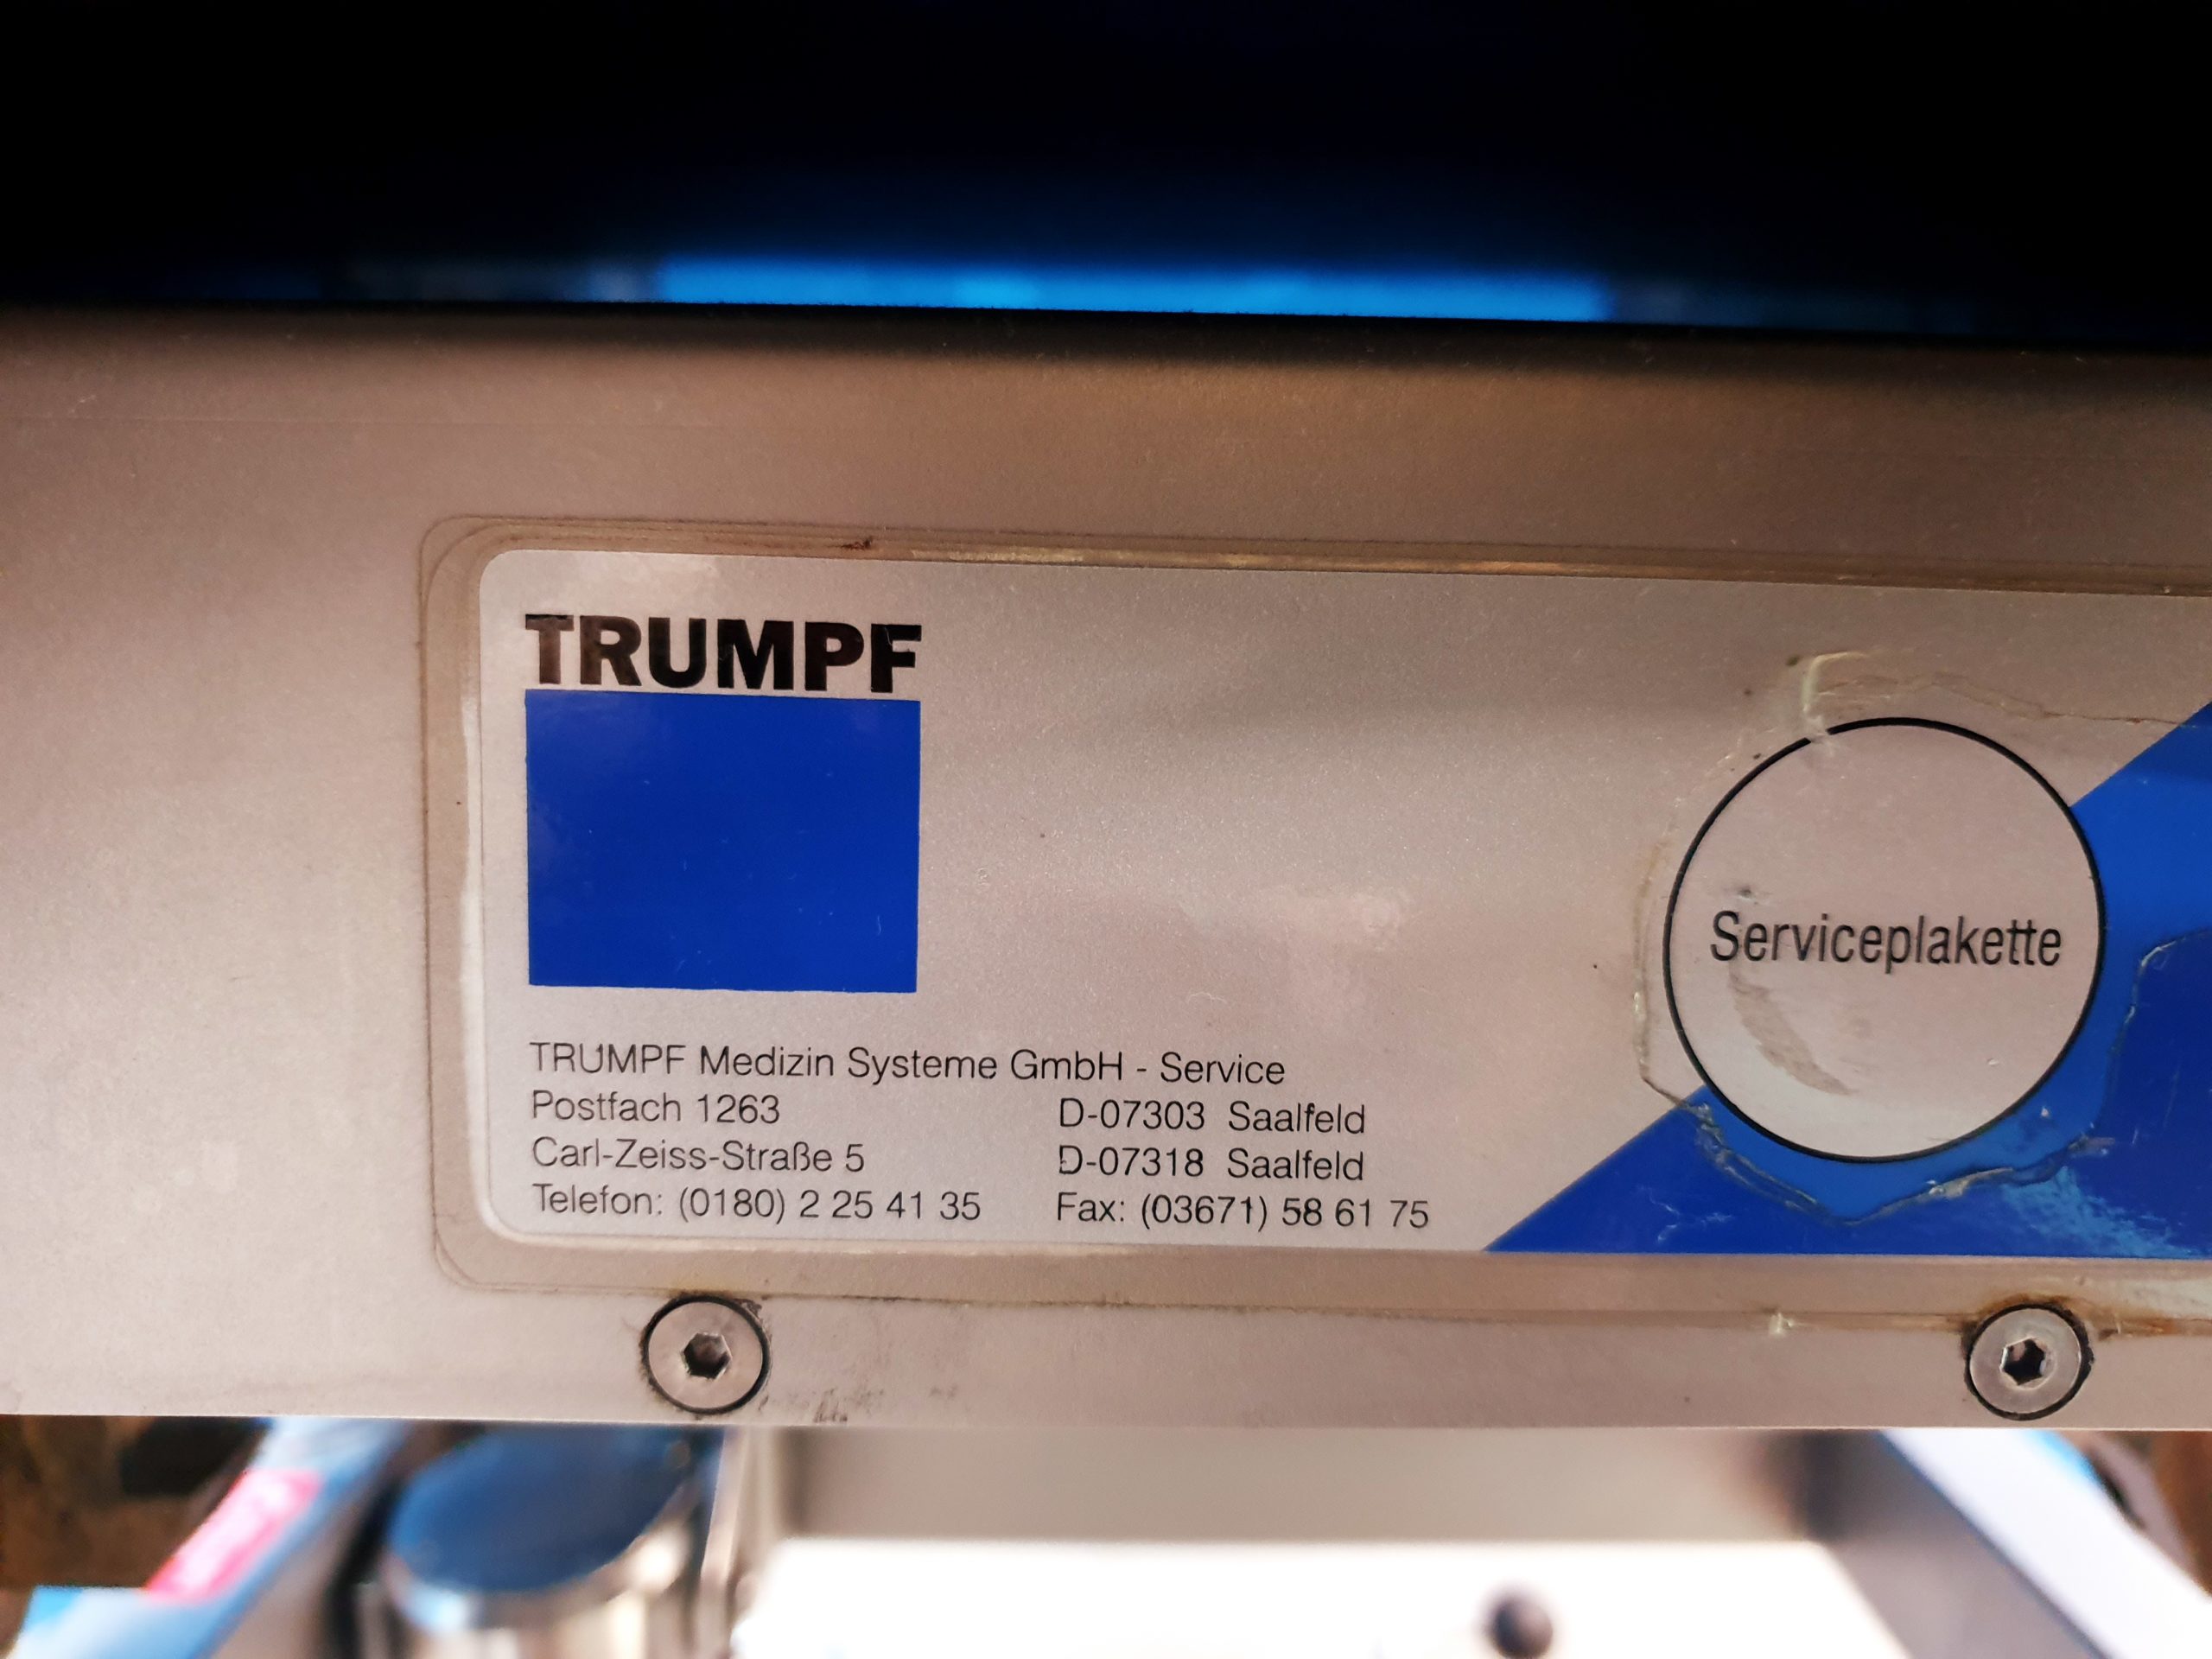 TRUMPF
Serviceplakette
TRUMPF Medizin Systeme GmbH - Service
Postfach 1263 D-07303 Saalfeld
Carl-Zeiss-Straße 5 D-07318 Saalfeld
Telefon: (0180) 2 25 41 35 Fax: (03671) 58 61 75